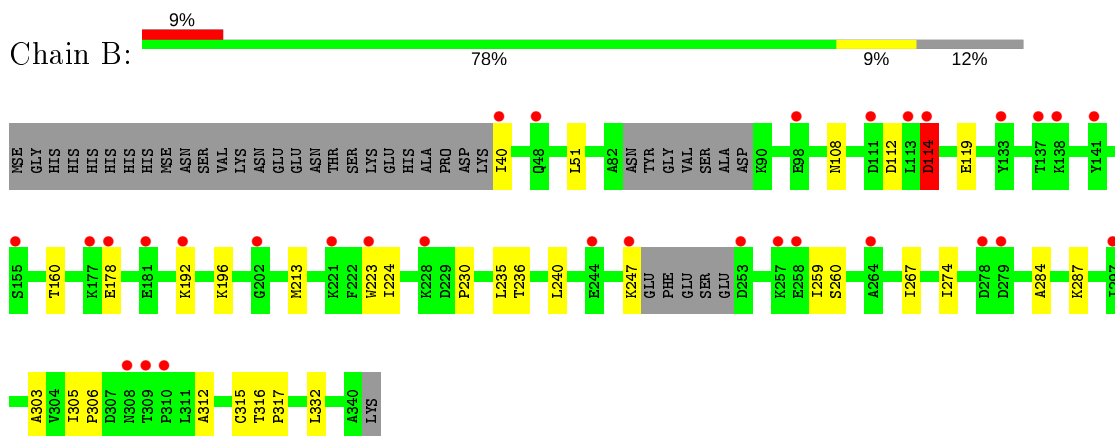 9%
Chain B:
78% 9% 12%
MSE GLY HIS HIS HIS HIS HIS HIS MSE ASN SER VAL LYS ASN GLU GLU ASN THR SER LYS GLU HIS ALA PRO ASP LYS I40 Q48 L51 A82 ASN TYR GLY VAL SER ALA ASP K90 E98 N108 D111 D112 L113 D114 E119 Y133 T137 K138 Y141
S155 T160 K177 E178 E181 K192 K196 G202 M213 K221 F222 W223 I224 K228 D229 P230 L235 T236 L240 E244 K247 GLU PHE GLU SER GLU D253 K257 E258 I259 S260 A264 I267 I274 D278 D279 A284 K287
A303 V304 I305 P306 D307 N308 T309 P310 L311 A312 C315 T316 P317 L332 A340 LYS